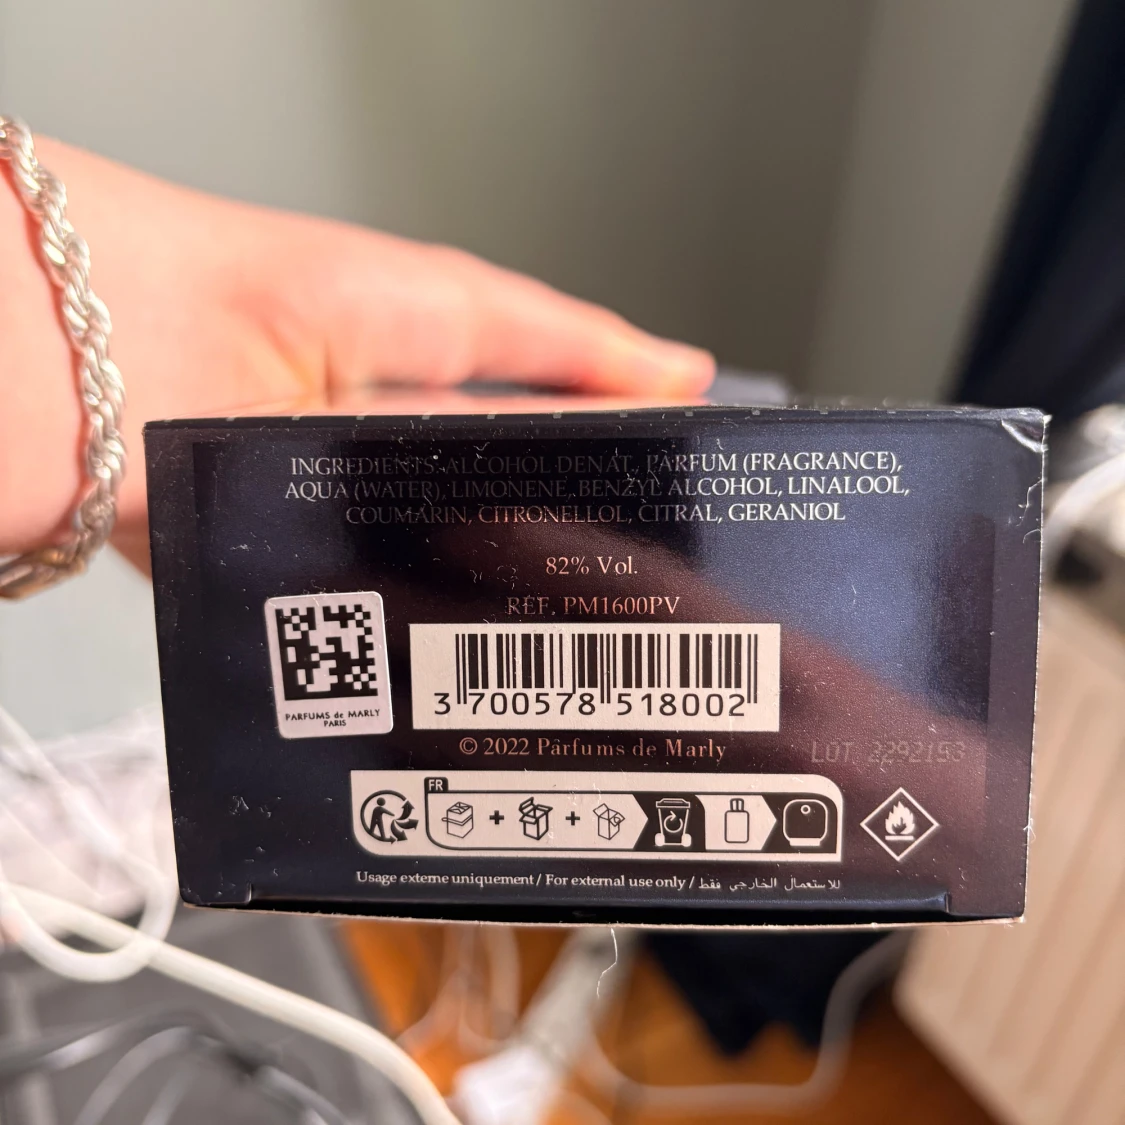 INGREDIENTS: ALCOHOL DENAT., PARFUM (FRAGRANCE),
AQUA (WATER), LIMONENE, BENZYL ALCOHOL, LINALOOL,
COUMARIN, CITRONELLOL, CITRAL, GERANIOL
82% Vol.
REF. PM1600PV
3 700578 518002
PARFUMS de MARLY
PARIS
© 2022 Parfums de Marly
LOT 2292153
FR
Usage externe uniquement / For external use only / للاستعمال الخارجي فقط